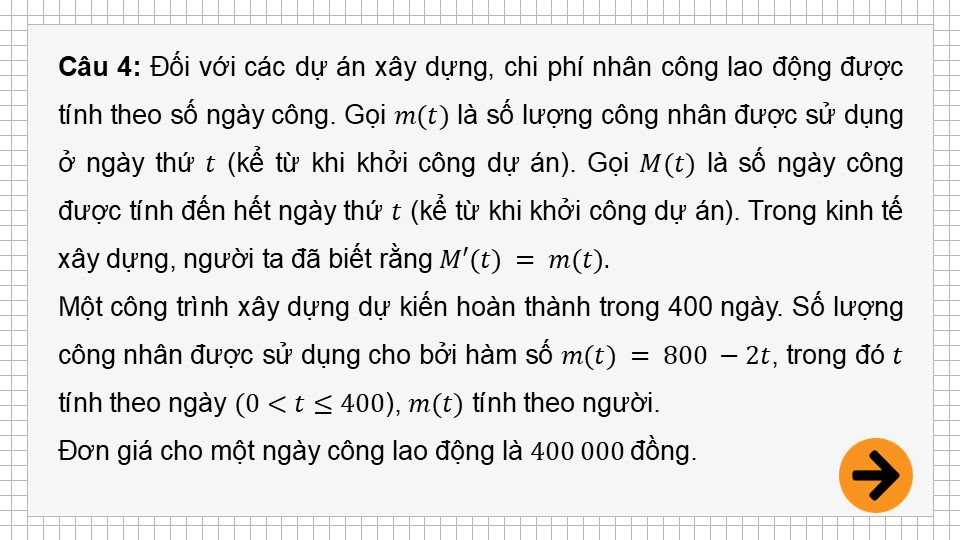 Câu 4: Đối với các dự án xây dựng, chi phí nhân công lao động được
tính theo số ngày công. Gọi 𝑚(𝑡) là số lượng công nhân được sử dụng
ở ngày thứ 𝑡 (kể từ khi khởi công dự án). Gọi 𝑀(𝑡) là số ngày công
được tính đến hết ngày thứ 𝑡 (kể từ khi khởi công dự án). Trong kinh tế
xây dựng, người ta đã biết rằng 𝑀′(𝑡) = 𝑚(𝑡).
Một công trình xây dựng dự kiến hoàn thành trong 400 ngày. Số lượng
công nhân được sử dụng cho bởi hàm số 𝑚(𝑡) = 800 − 2𝑡, trong đó 𝑡
tính theo ngày (0 < 𝑡 ≤ 400), 𝑚(𝑡) tính theo người.
Đơn giá cho một ngày công lao động là 400 000 đồng.